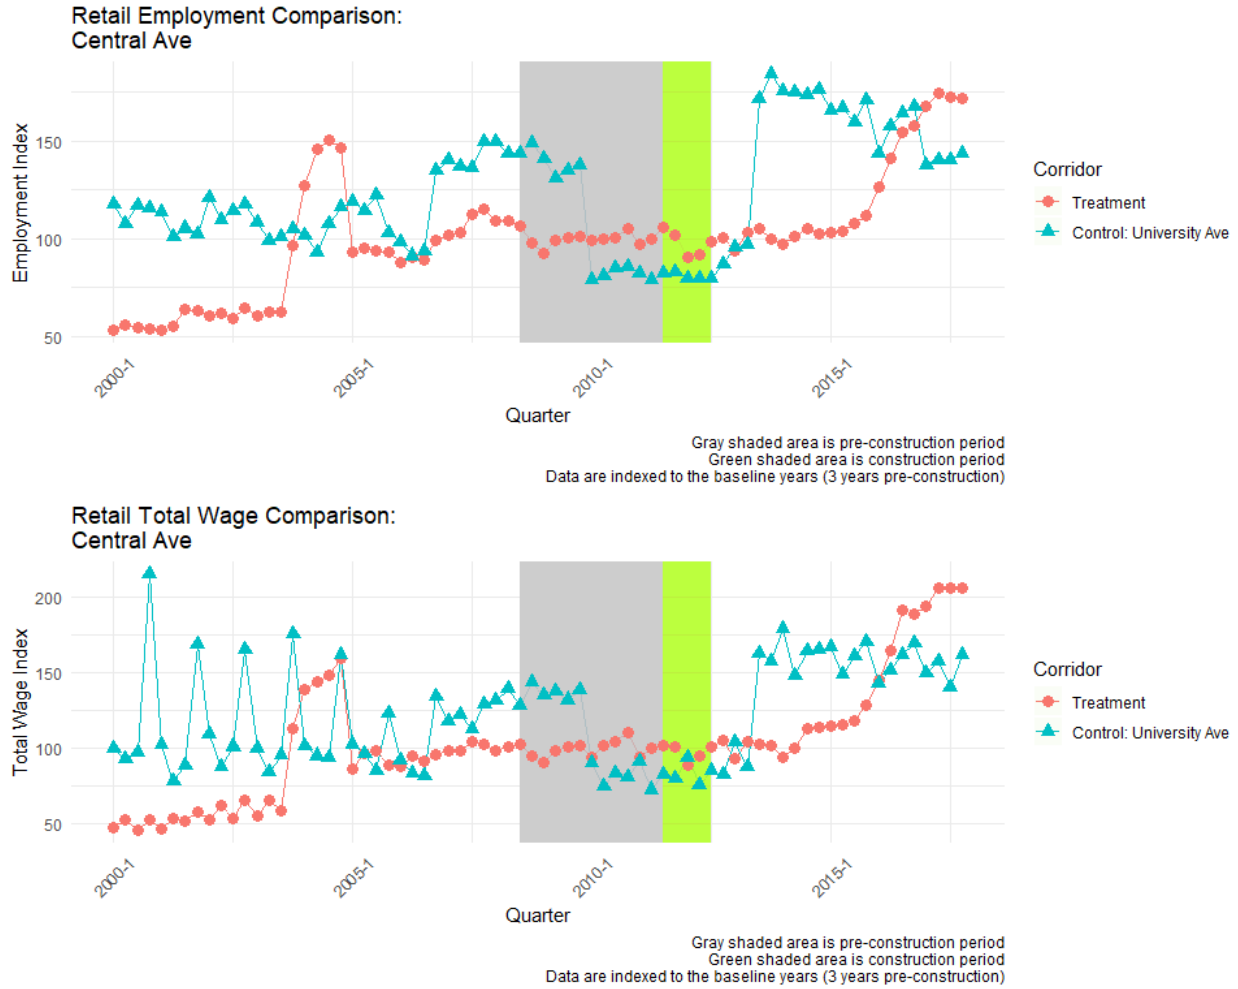 Retail Employment Comparison:
Central Ave
Employment Index
150
100
50
2000-1
2005-1
2010-1
2015-1
Quarter
Corridor
Treatment
Control: University Ave
Gray shaded area is pre-construction period
Green shaded area is construction period
Data are indexed to the baseline years (3 years pre-construction)
Retail Total Wage Comparison:
Central Ave
Total Wage Index
200
150
100
50
2000-1
2005-1
2010-1
2015-1
Quarter
Corridor
Treatment
Control: University Ave
Gray shaded area is pre-construction period
Green shaded area is construction period
Data are indexed to the baseline years (3 years pre-construction)